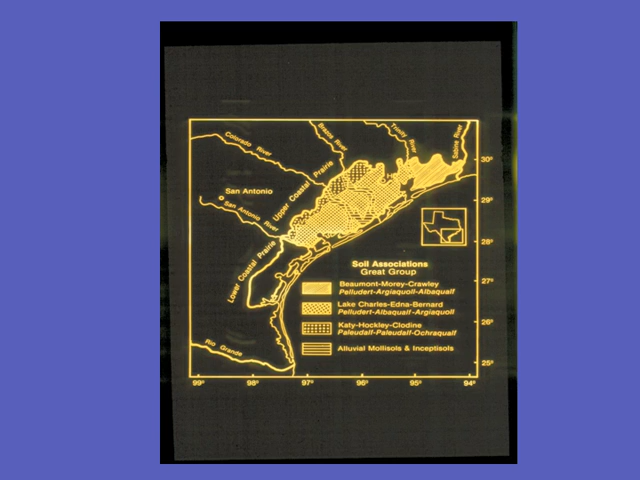 Colorado River
Brazos River
Trinity River
Sabine River
30°
San Antonio
San Antonio River
Upper Coastal Prairie
29°
28°
Lower Coastal Prairie
Soil Associations
Great Group
27°
Beaumont-Morey-Crawley
Pelludert-Argiaquoll-Albaqualf
Lake Charles-Edna-Bernard
Pelludert-Albaqualf-Argiaquoll
26°
Katy-Hockley-Clodine
Paleudalf-Paleudalf-Ochraqualf
Rio Grande
Alluvial Mollisols & Inceptisols
25°
99° 98° 97° 96° 95° 94°